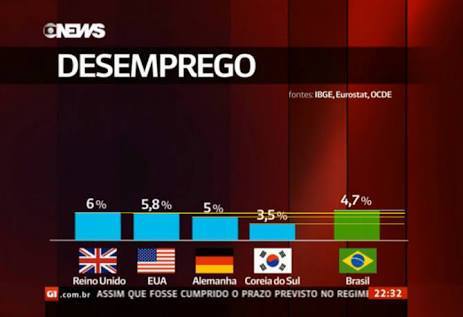 NEWS
DESEMPREGO
fontes: IBGE, Eurostat, OCDE
6 % 5,8 % 5 % 3,5 % 4,7 %
Reino Unido EUA Alemanha Coreia do Sul Brasil
G1 .com.br ASSIM QUE FOSSE CUMPRIDO O PRAZO PREVISTO NO REGIME 22:32